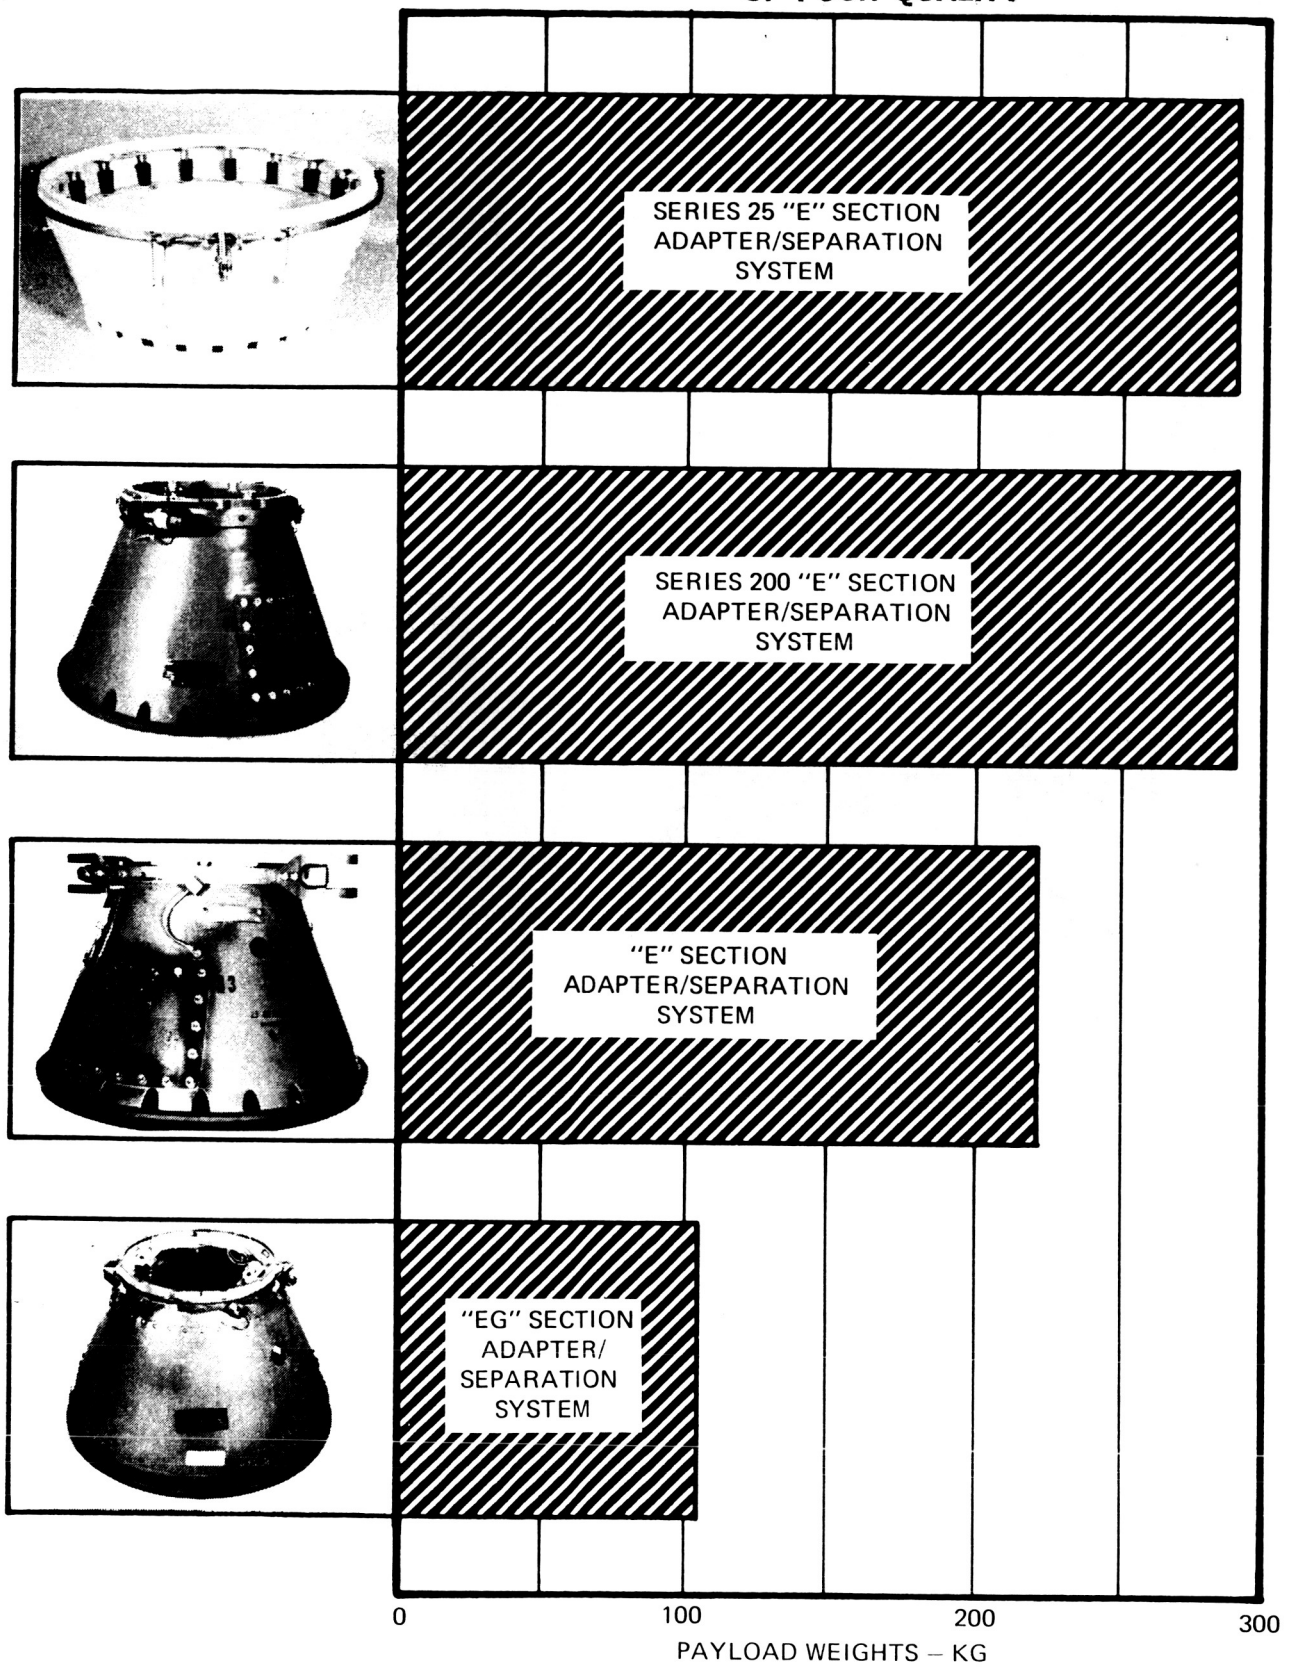 SERIES 25 "E" SECTION
ADAPTER/SEPARATION
SYSTEM
SERIES 200 "E" SECTION
ADAPTER/SEPARATION
SYSTEM
"E" SECTION
ADAPTER/SEPARATION
SYSTEM
"EG" SECTION
ADAPTER/
SEPARATION
SYSTEM
0 100 200 300
PAYLOAD WEIGHTS – KG